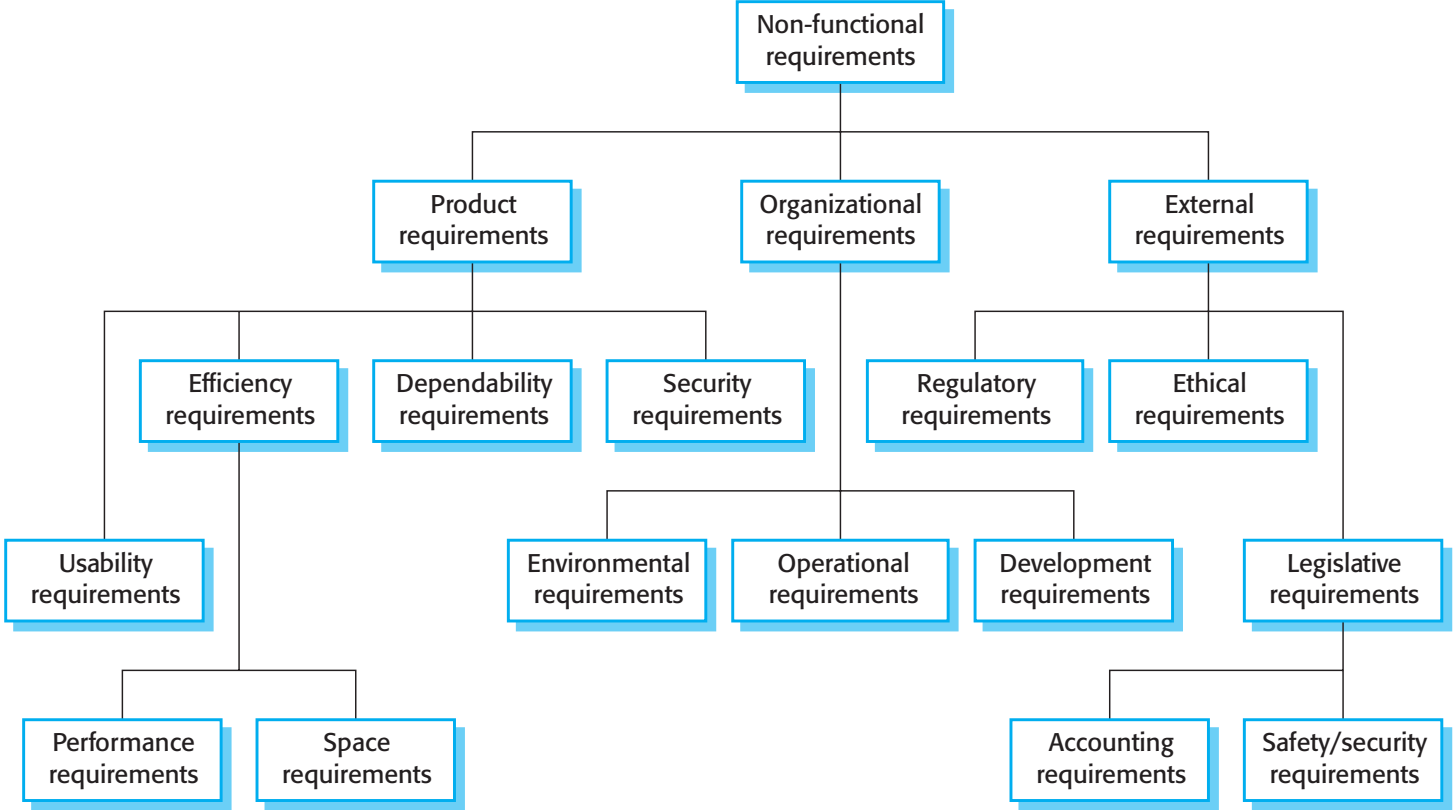 Non-functional
requirements
Product
requirements
Organizational
requirements
External
requirements
Efficiency
requirements
Dependability
requirements
Security
requirements
Regulatory
requirements
Ethical
requirements
Usability
requirements
Environmental
requirements
Operational
requirements
Development
requirements
Legislative
requirements
Performance
requirements
Space
requirements
Accounting
requirements
Safety/security
requirements